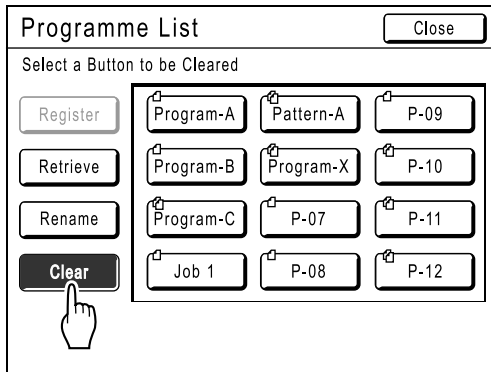 Programme List
Close
Select a Button to be Cleared
Register
Program-A
Pattern-A
P-09
Retrieve
Program-B
Program-X
P-10
Rename
Program-C
P-07
P-11
Clear
Job 1
P-08
P-12